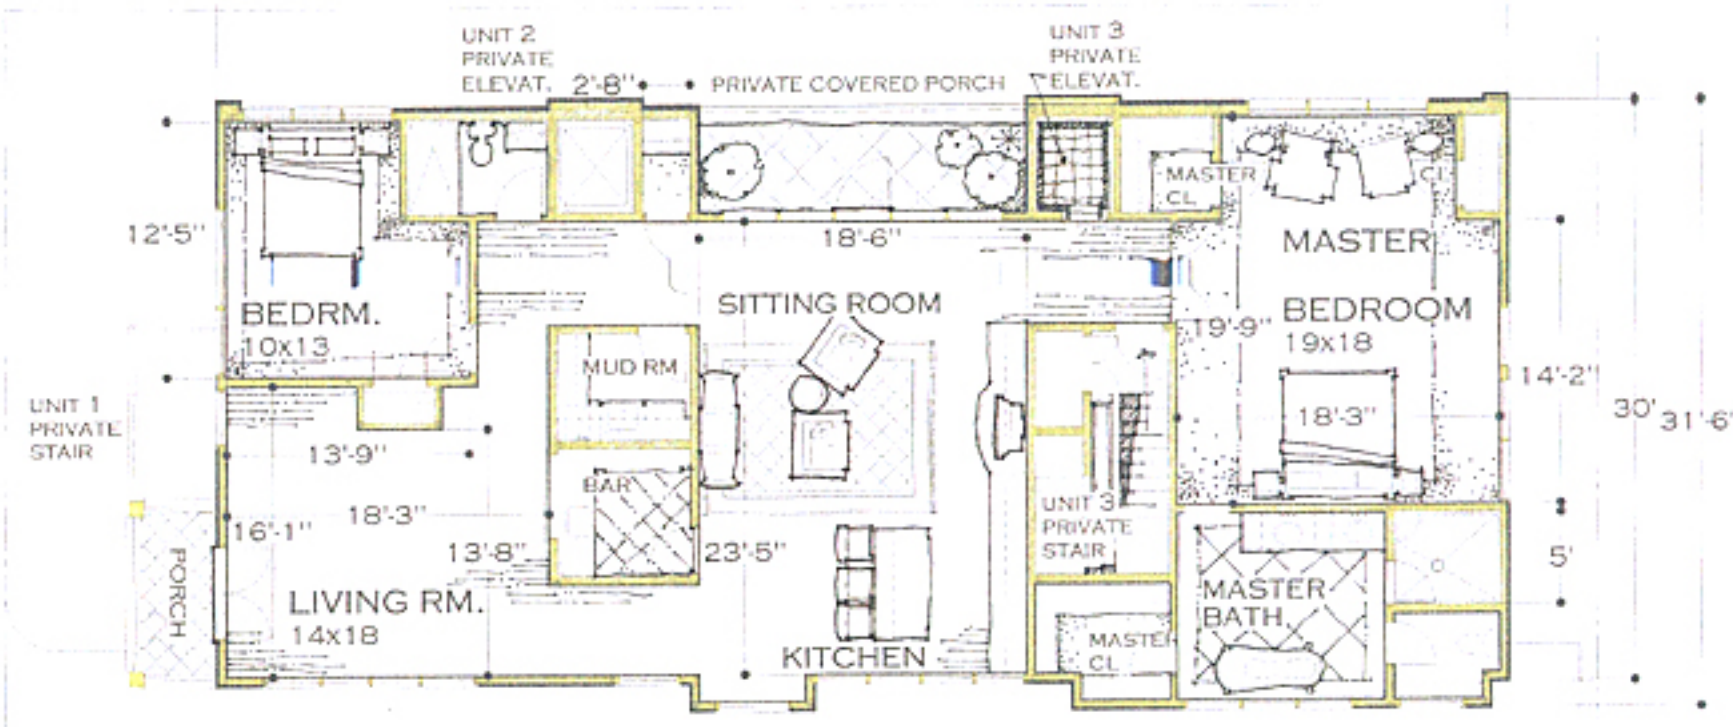 UNIT 2
PRIVATE
ELEVAT.
2'-8"
PRIVATE COVERED PORCH
UNIT 3
PRIVATE
ELEVAT.
MASTER
CL
CL
12'-5"
18'-6"
MASTER
BEDROOM
19x18
19'-9"
SITTING ROOM
BEDRM.
10x13
MUD RM
14'-2"
30'
31'-6"
UNIT 1
PRIVATE
STAIR
18'-3"
13'-9"
BAR
UNIT 3
PRIVATE
STAIR
18'-3"
16'-1"
13'-8"
23'-5"
5'
PORCH
LIVING RM.
14x18
MASTER
BATH
KITCHEN
MASTER
CL